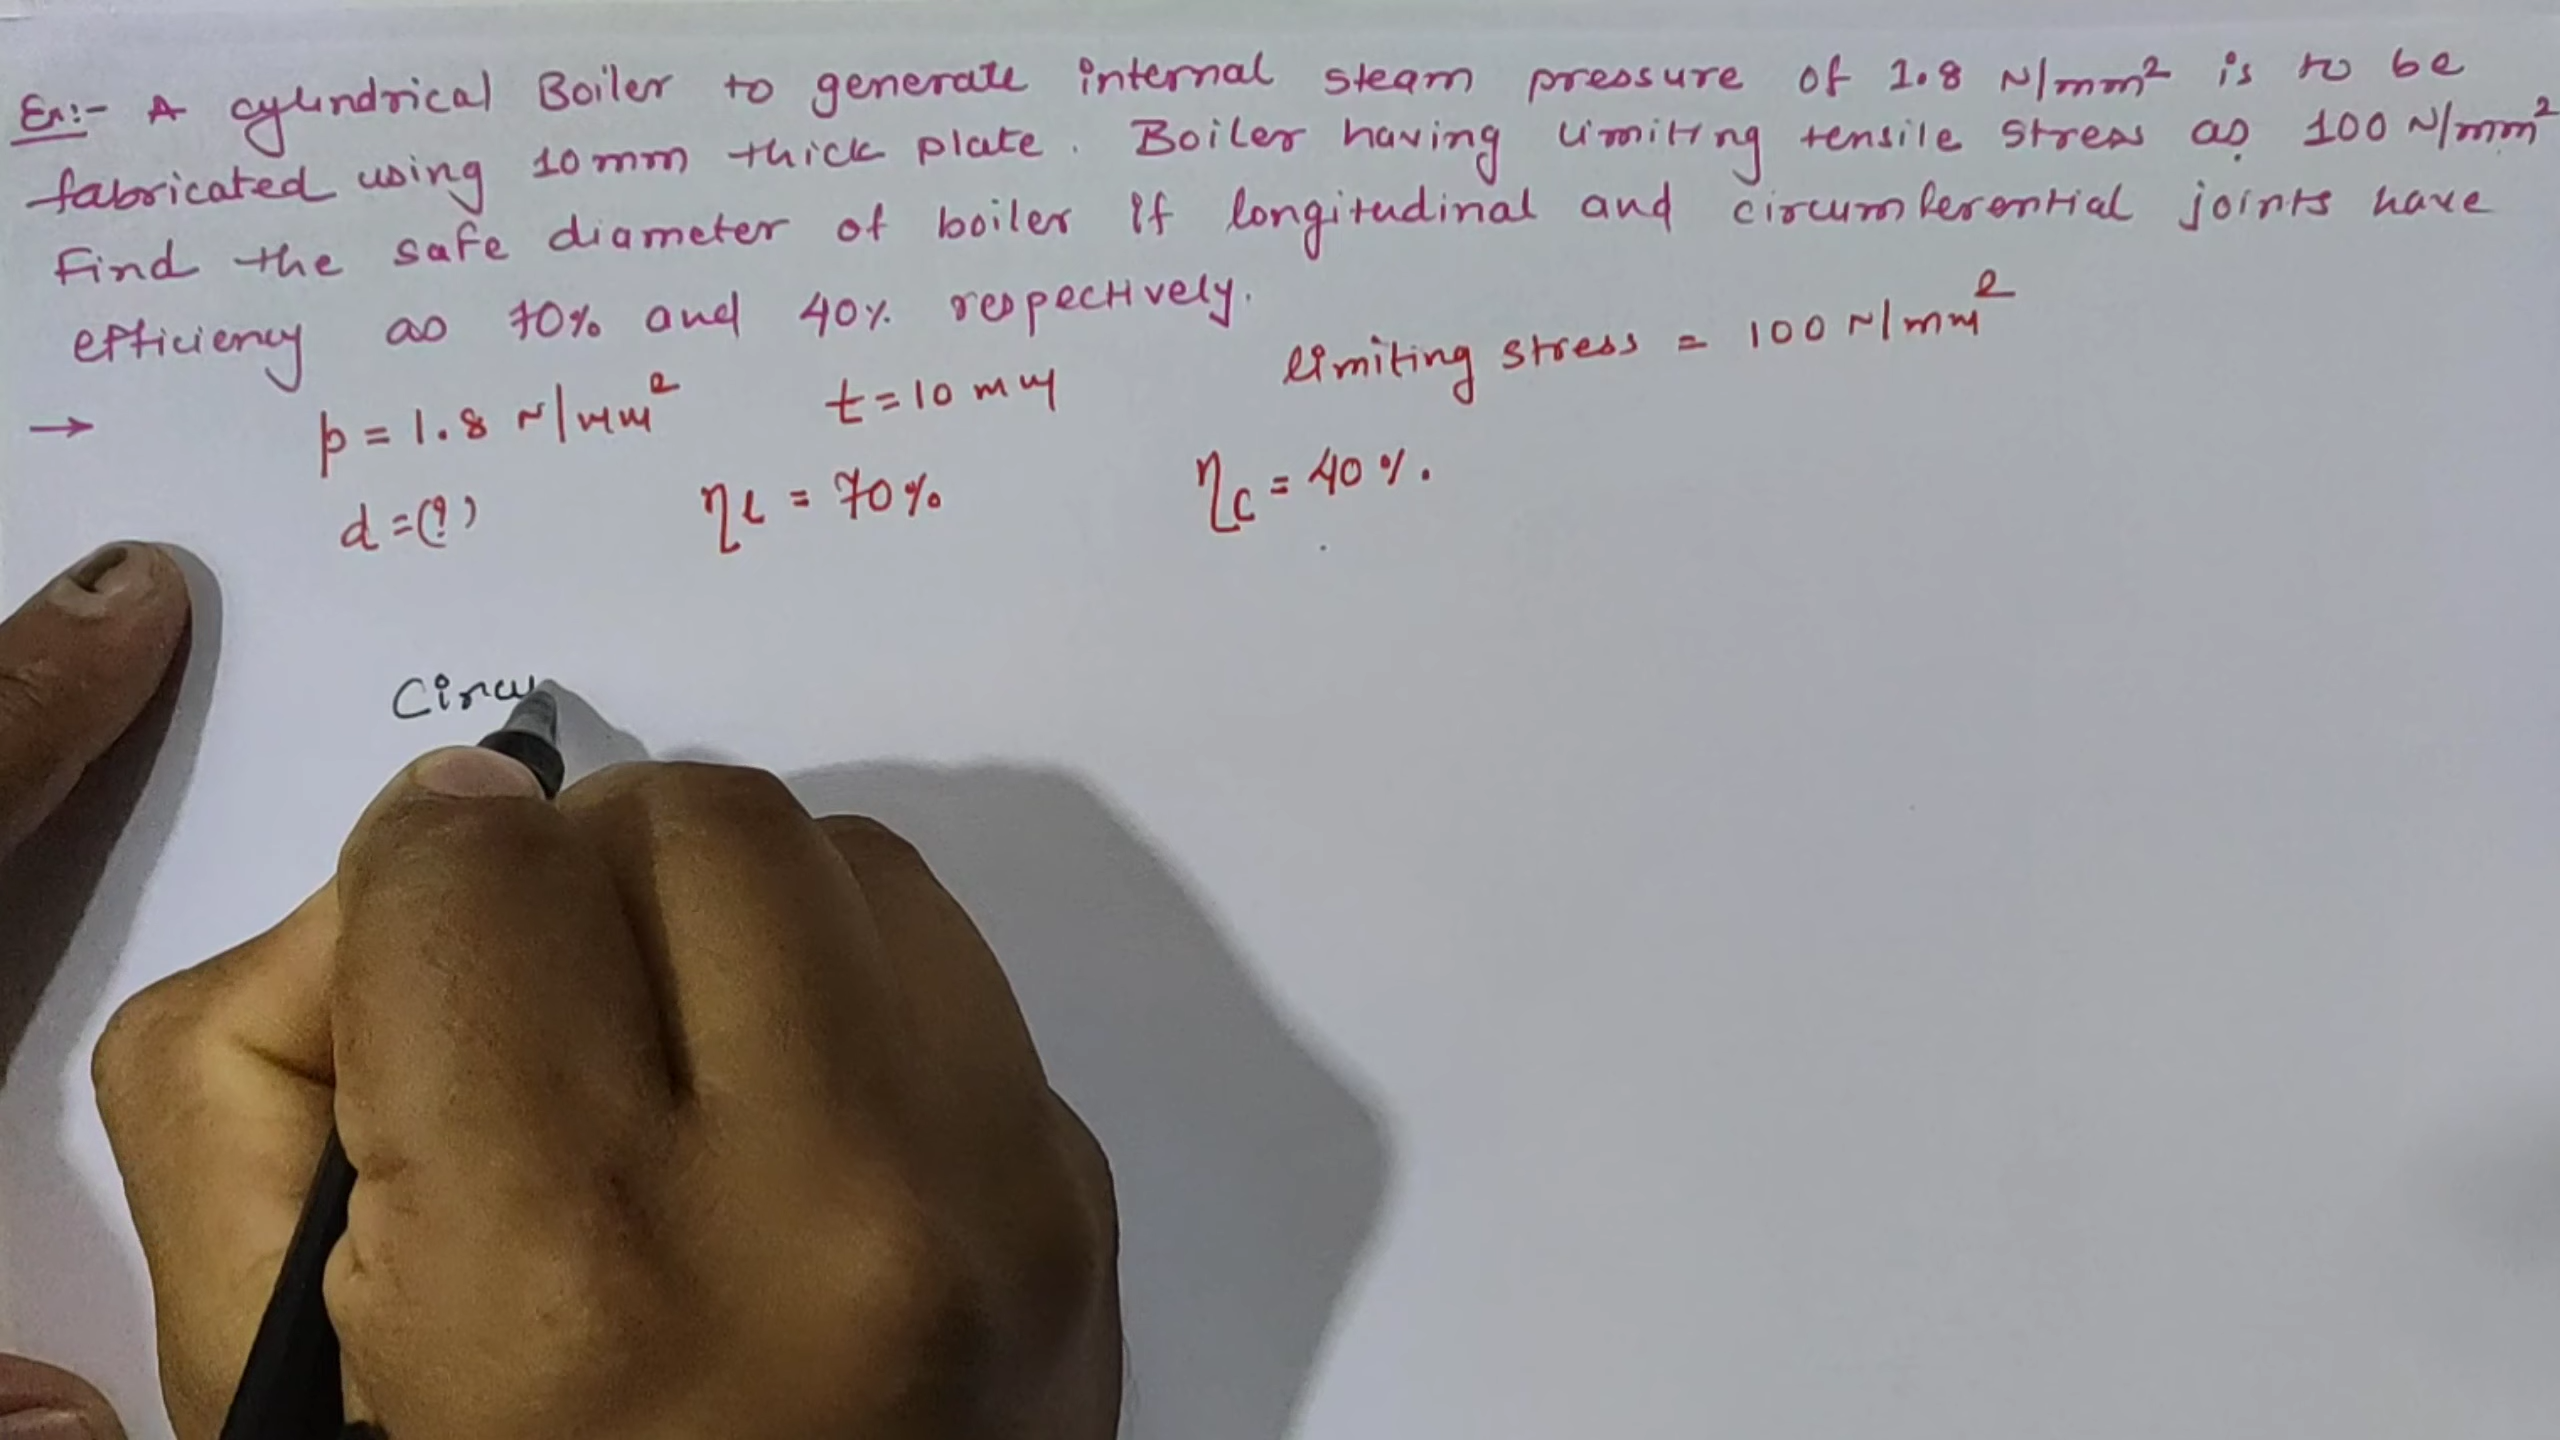 Ex:- A cylindrical Boiler to generate internal steam pressure of 1.8 N/mm² is to be
fabricated using 10 mm thick plate. Boiler having limiting tensile stress as 100 N/mm²
Find the safe diameter of boiler if longitudinal and circumferential joints have
efficiency as 70% and 40% respectively.
→ p = 1.8 N/mm² t = 10 mm limiting stress = 100 N/mm²
d = (?) ηl = 70% ηc = 40%.
Circu